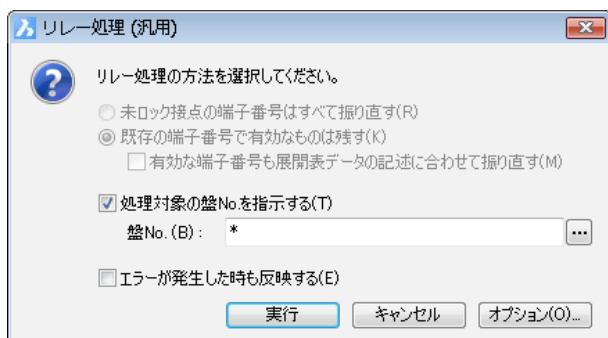 リレー処理 (汎用)
リレー処理の方法を選択してください。
未ロック接点の端子番号はすべて振り直す(R)
既存の端子番号で有効なものは残す(K)
有効な端子番号も展開表データの記述に合わせて振り直す(M)
処理対象の盤No.を指示する(T)
盤No.(B): * ...
エラーが発生した時も反映する(E)
実行 キャンセル オプション(O)...